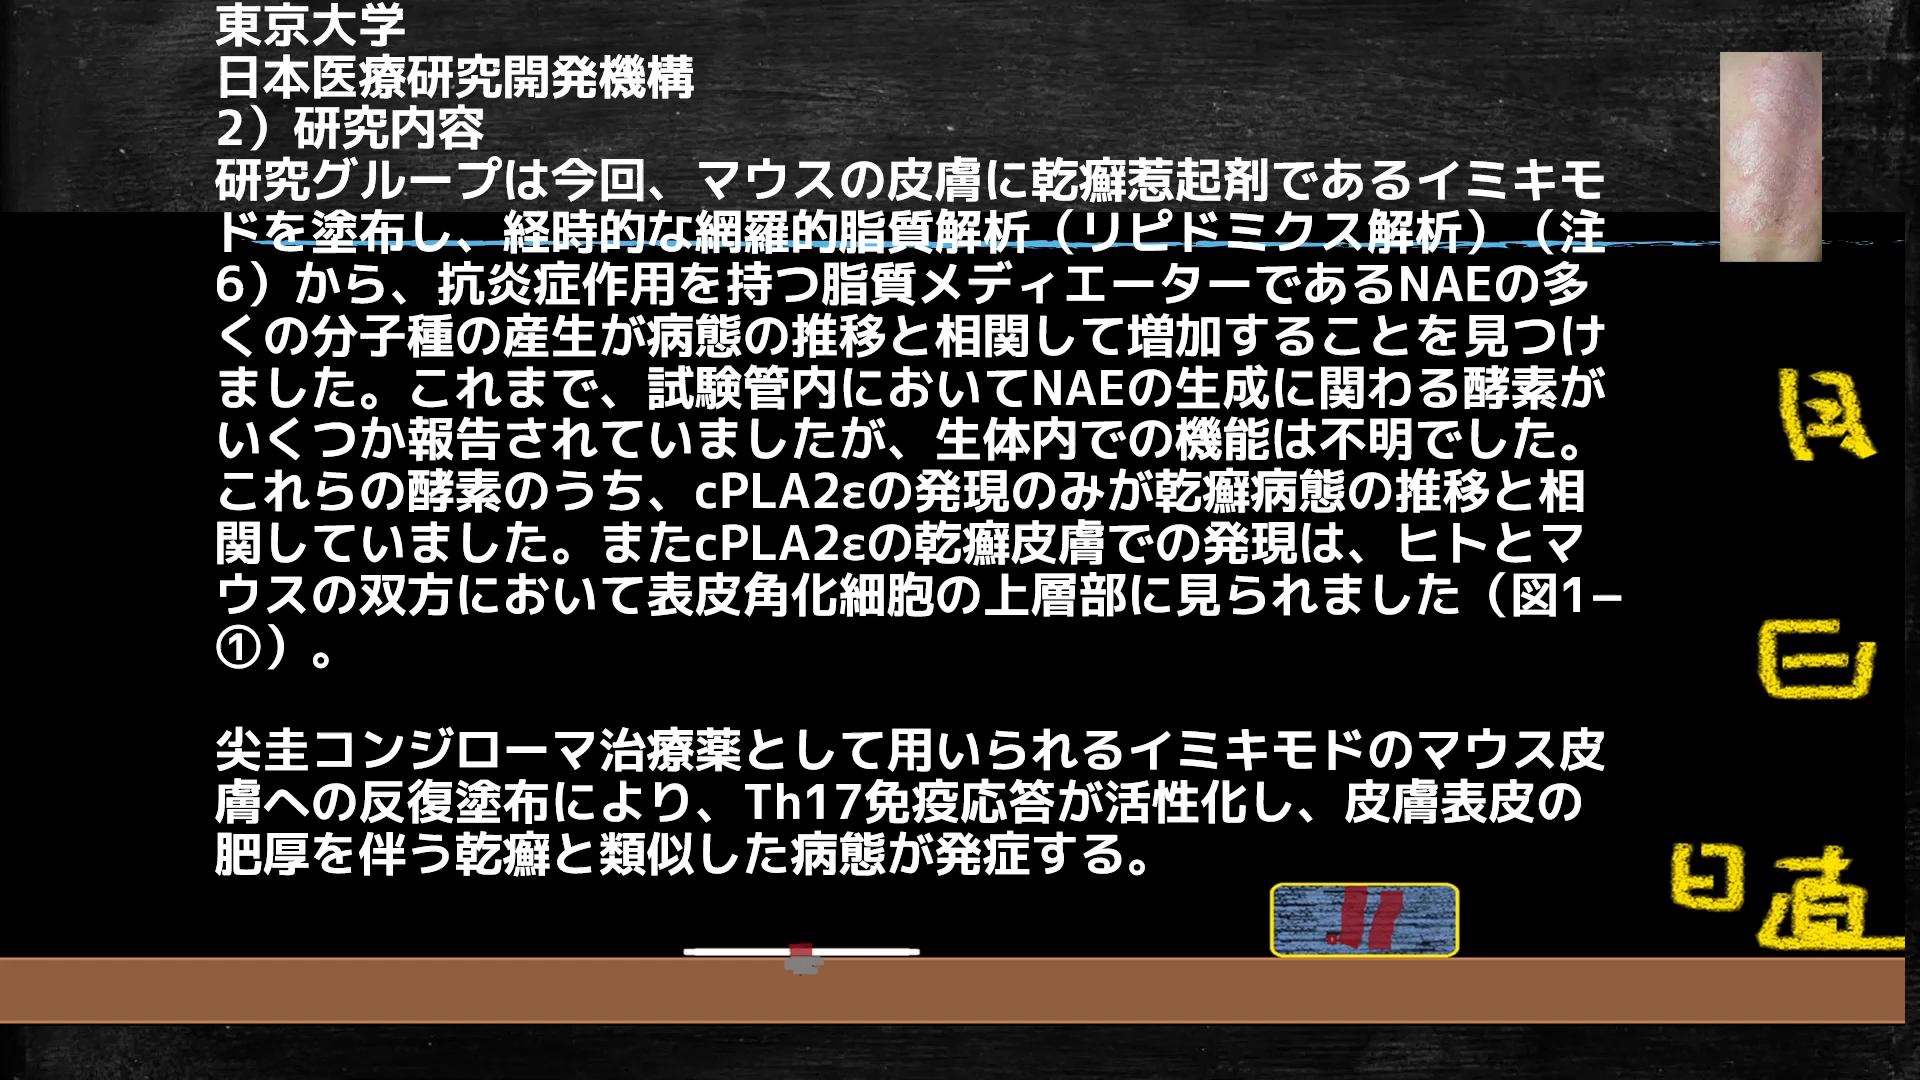 東京大学
日本医療研究開発機構
2）研究内容
研究グループは今回、マウスの皮膚に乾癬惹起剤であるイミキモ
ドを塗布し、経時的な網羅的脂質解析（リピドミクス解析）（注
6）から、抗炎症作用を持つ脂質メディエーターであるNAEの多
くの分子種の産生が病態の推移と相関して増加することを見つけ
ました。これまで、試験管内においてNAEの生成に関わる酵素が
いくつか報告されていましたが、生体内での機能は不明でした。
これらの酵素のうち、cPLA2εの発現のみが乾癬病態の推移と相
関していました。またcPLA2εの乾癬皮膚での発現は、ヒトとマ
ウスの双方において表皮角化細胞の上層部に見られました（図1–
①）。
尖圭コンジローマ治療薬として用いられるイミキモドのマウス皮
膚への反復塗布により、Th17免疫応答が活性化し、皮膚表皮の
肥厚を伴う乾癬と類似した病態が発症する。
日直